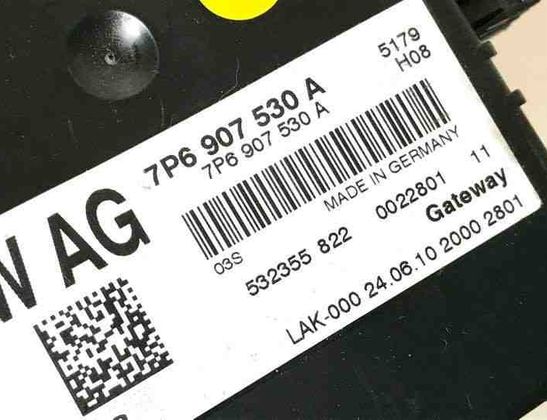 5179
H08
7P6 907 530 A
7P6 907 530 A
AG
MADE IN GERMANY
03S
532355 822 0022801 11
Gateway
LAK-000 24.06.10 2000 2801